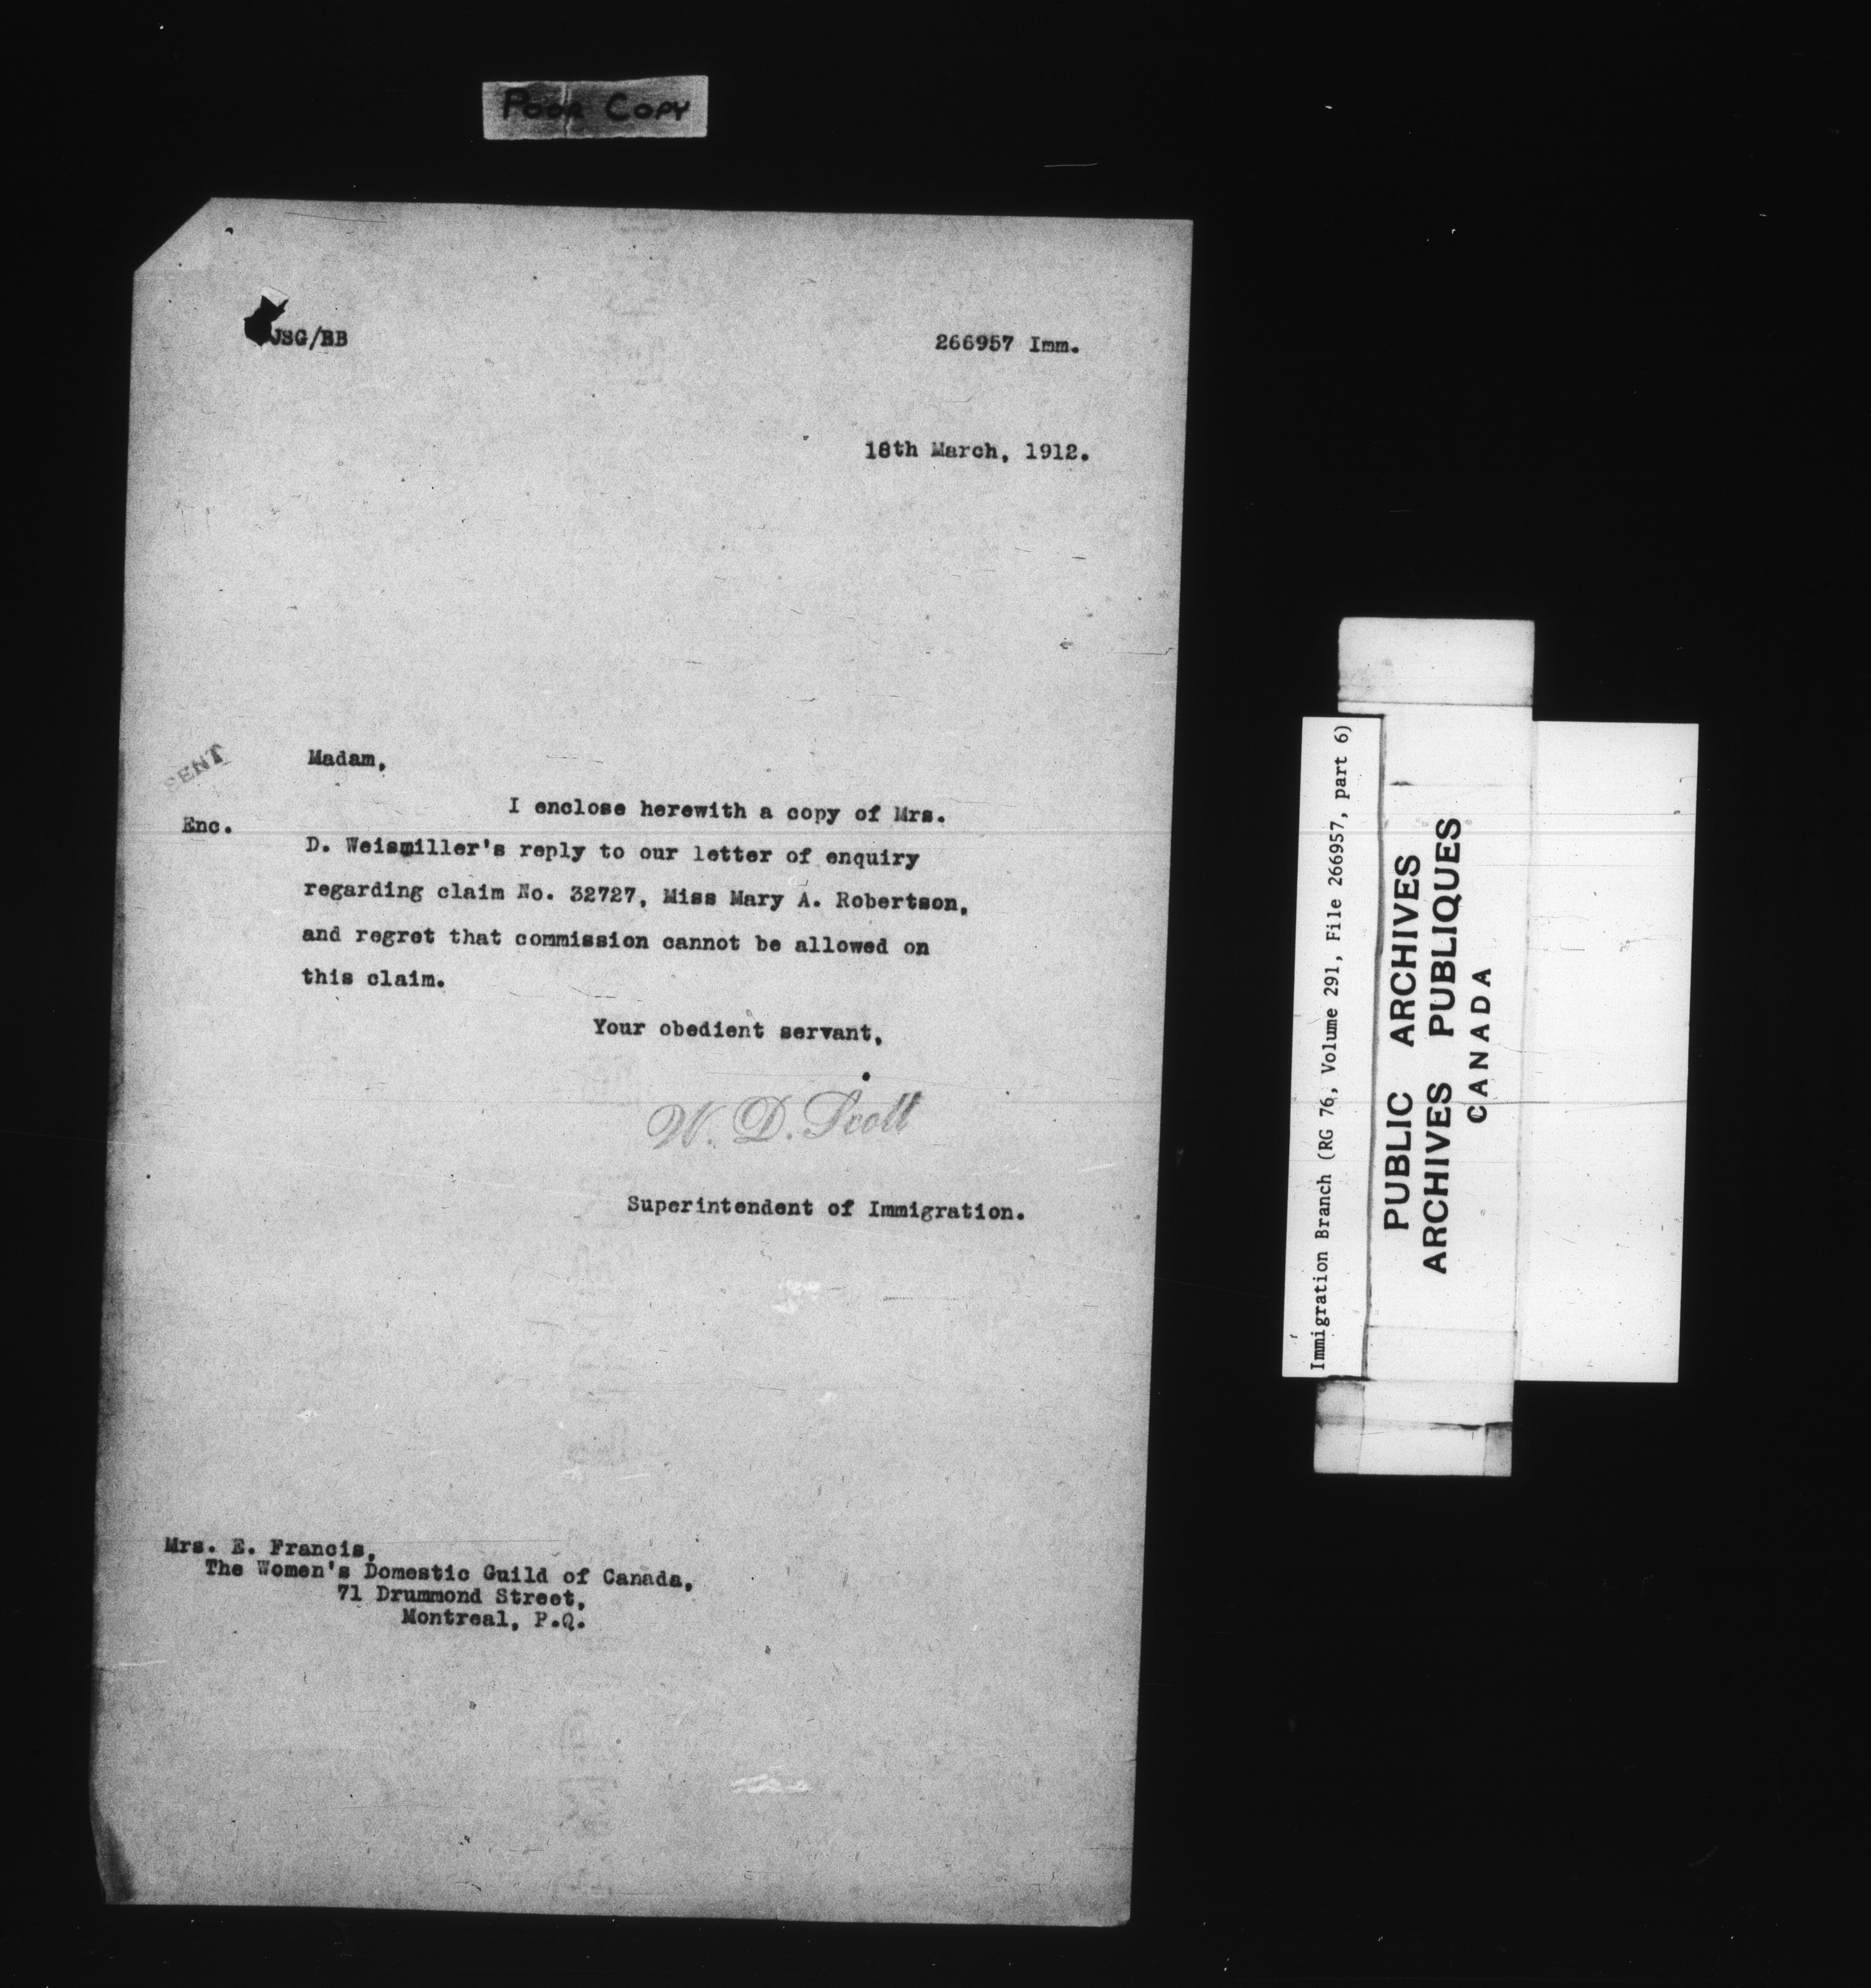 POOR COPY
JSG/BB
266957 Imm.
18th March, 1912.
SENT
Madam,
Enc.
I enclose herewith a copy of Mrs.
D. Weismiller's reply to our letter of enquiry
regarding claim No. 32727, Miss Mary A. Robertson,
and regret that commission cannot be allowed on
this claim.
Your obedient servant,
W. D. Scott
Superintendent of Immigration.
Mrs. E. Francis,
The Women's Domestic Guild of Canada,
71 Drummond Street,
Montreal, P.Q.
Immigration Branch (RG 76, Volume 291, File 266957, part 6)
PUBLIC ARCHIVES
ARCHIVES PUBLIQUES
CANADA